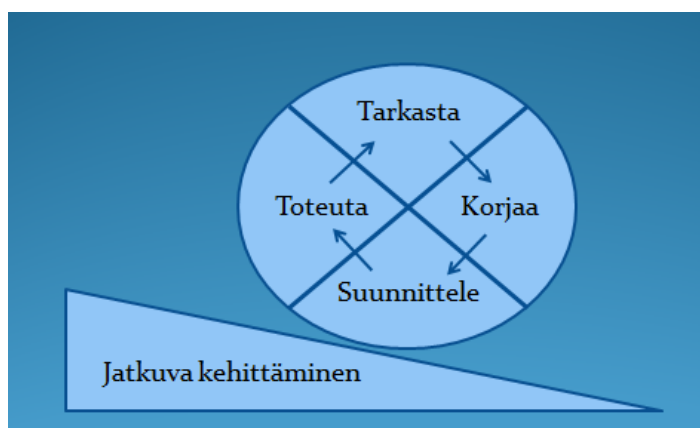 Tarkasta
Toteuta
Korjaa
Suunnittele
Jatkuva kehittäminen